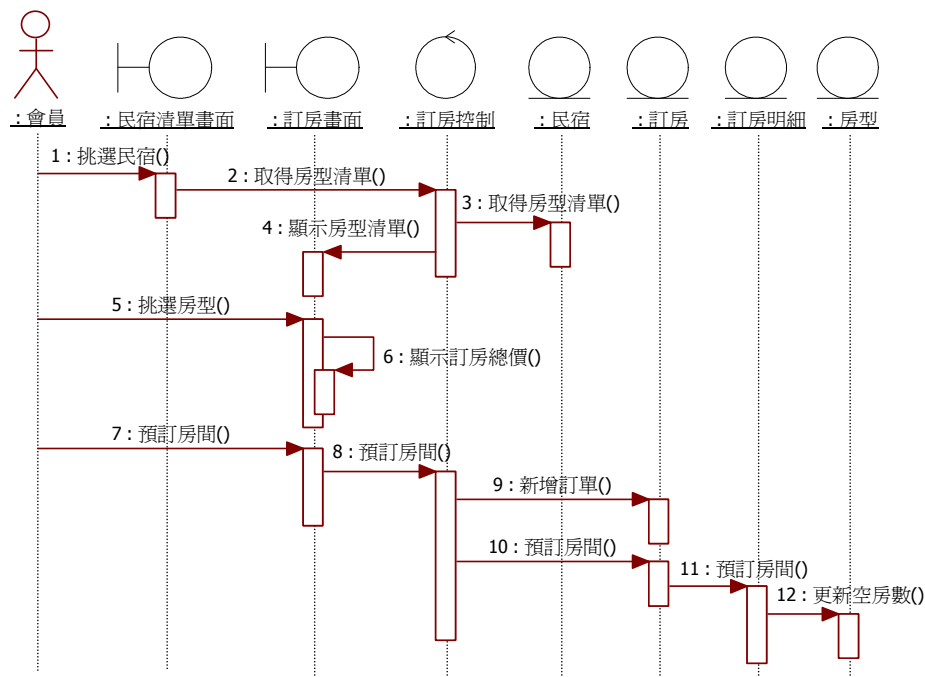 : 會員
: 民宿清單畫面
: 訂房畫面
: 訂房控制
: 民宿
: 訂房
: 訂房明細
: 房型
1 : 挑選民宿()
2 : 取得房型清單()
3 : 取得房型清單()
4 : 顯示房型清單()
5 : 挑選房型()
6 : 顯示訂房總價()
7 : 預訂房間()
8 : 預訂房間()
9 : 新增訂單()
10 : 預訂房間()
11 : 預訂房間()
12 : 更新空房數()